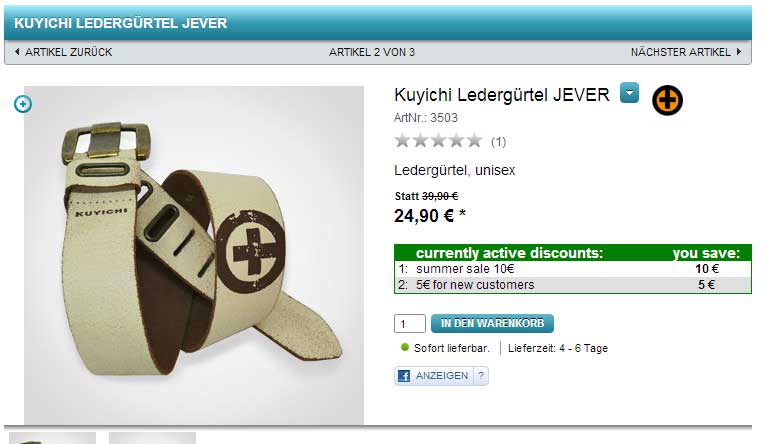 KUYICHI LEDERGÜRTEL JEVER
ARTIKEL ZURÜCK ARTIKEL 2 VON 3 NÄCHSTER ARTIKEL
Kuyichi Ledergürtel JEVER
ArtNr.: 3503
(1)
Ledergürtel, unisex
Statt 39,90 €
24,90 € *
currently active discounts: you save:
1: summer sale 10€ 10 €
2: 5€ for new customers 5 €
1 IN DEN WARENKORB
Sofort lieferbar. Lieferzeit: 4 - 6 Tage
ANZEIGEN ?
KUYICHI